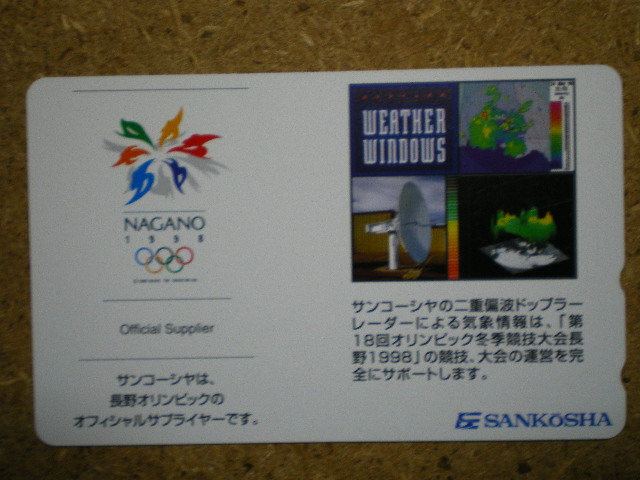 NAGANO
1998
Official Supplier
サンコーシヤは、
長野オリンピックの
オフィシャルサプライヤーです。
WEATHER
WINDOWS
サンコーシヤの二重偏波ドップラー
レーダーによる気象情報は、「第
18回オリンピック冬季競技大会長
野1998」の競技、大会の運営を完
全にサポートします。
SANKŌSHA